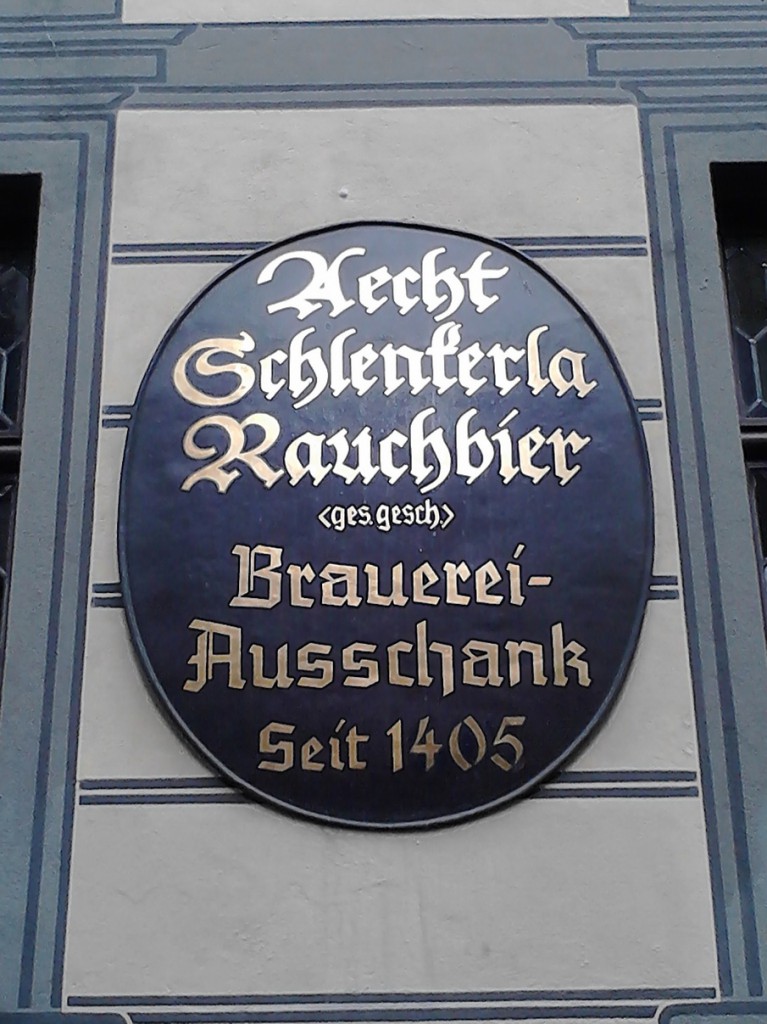 Aecht
Schlenkerla
Rauchbier
<ges.gesch.>
Brauerei-
Ausschank
Seit 1405